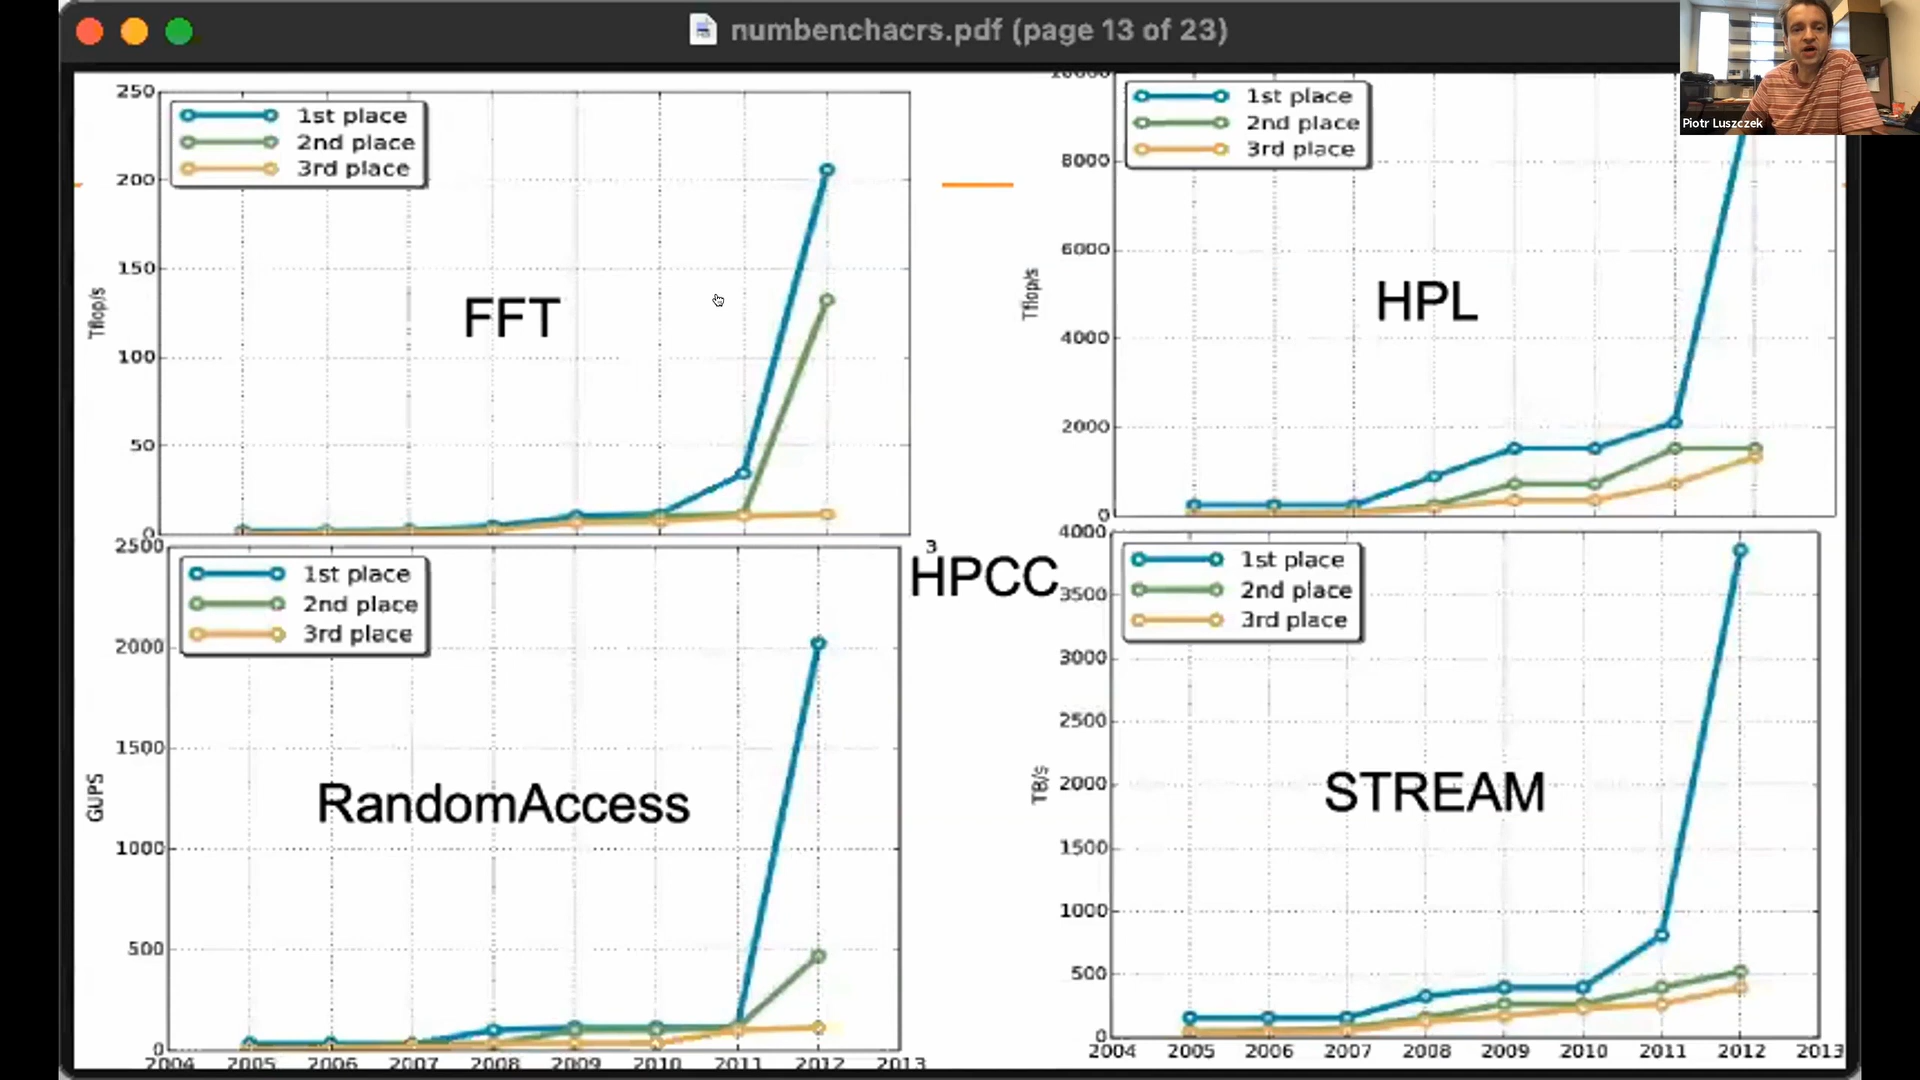 numbenchacrs.pdf (page 13 of 23)
Piotr Luszczek
250
200
150
100
50
0
Tflop/s
1st place
2nd place
3rd place
FFT
10000
8000
6000
4000
2000
0
Tflop/s
1st place
2nd place
3rd place
HPL
3
HPCC
2500
2000
1500
1000
500
0
GUPS
1st place
2nd place
3rd place
RandomAccess
2004 2005 2006 2007 2008 2009 2010 2011 2012 2013
4000
3500
3000
2500
2000
1500
1000
500
0
TB/s
1st place
2nd place
3rd place
STREAM
2004 2005 2006 2007 2008 2009 2010 2011 2012 2013